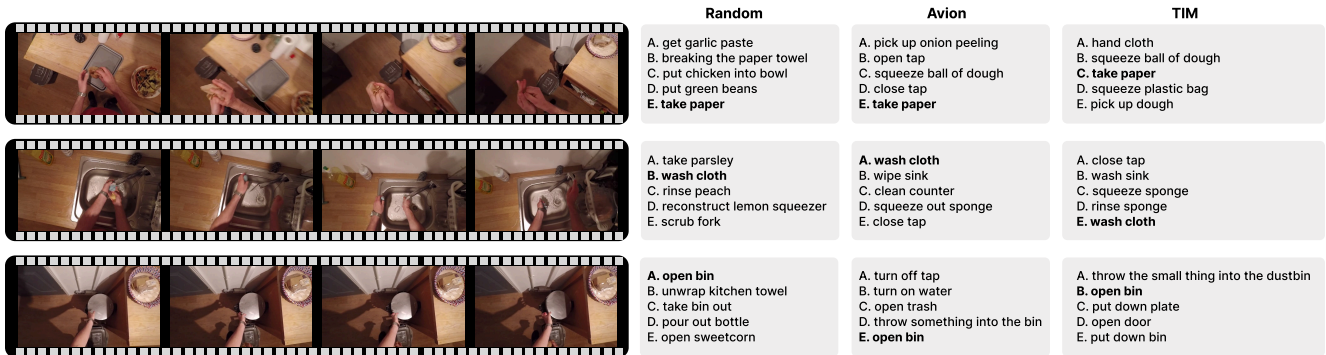 Random
Avion
TIM
A. get garlic paste
B. breaking the paper towel
C. put chicken into bowl
D. put green beans
E. take paper
A. pick up onion peeling
B. open tap
C. squeeze ball of dough
D. close tap
E. take paper
A. hand cloth
B. squeeze ball of dough
C. take paper
D. squeeze plastic bag
E. pick up dough
A. take parsley
B. wash cloth
C. rinse peach
D. reconstruct lemon squeezer
E. scrub fork
A. wash cloth
B. wipe sink
C. clean counter
D. squeeze out sponge
E. close tap
A. close tap
B. wash sink
C. squeeze sponge
D. rinse sponge
E. wash cloth
A. open bin
B. unwrap kitchen towel
C. take bin out
D. pour out bottle
E. open sweetcorn
A. turn off tap
B. turn on water
C. open trash
D. throw something into the bin
E. open bin
A. throw the small thing into the dustbin
B. open bin
C. put down plate
D. open door
E. put down bin